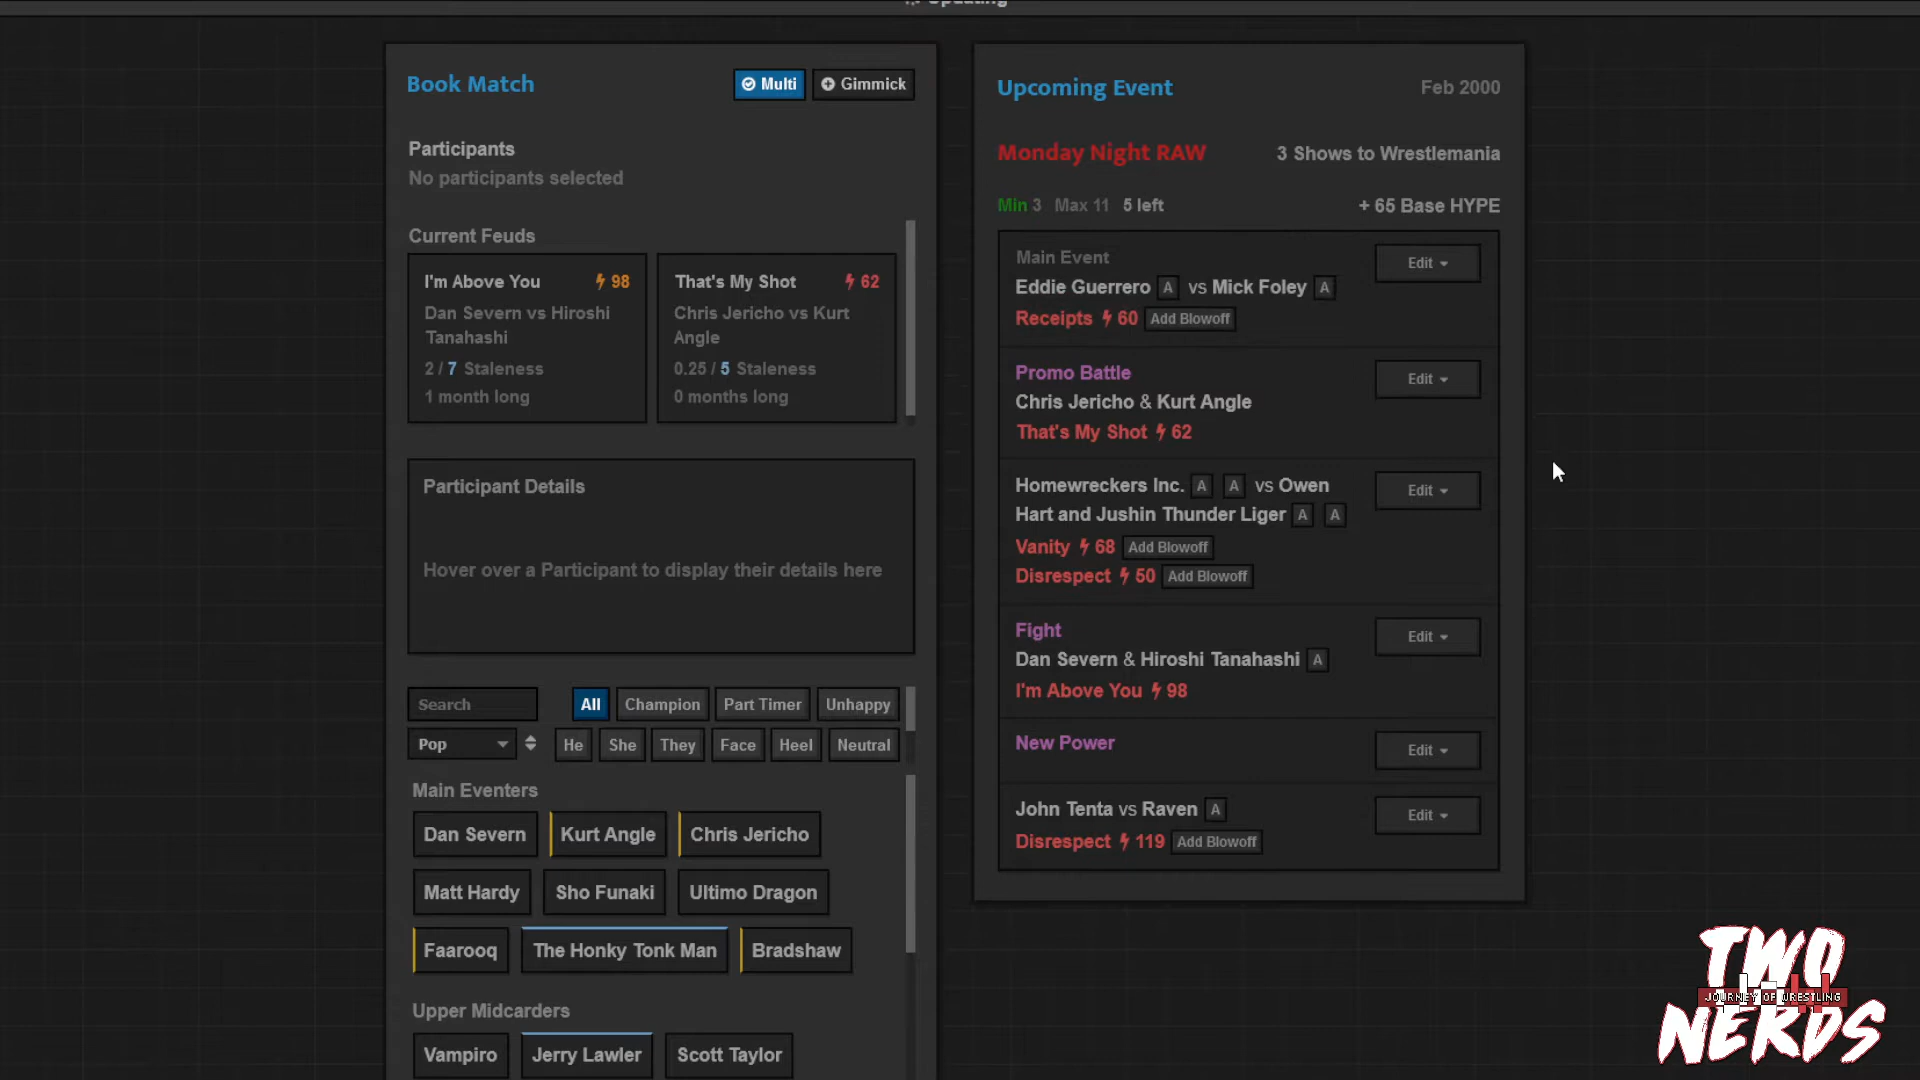 Updating
Book Match
Multi
Gimmick
Participants
No participants selected
Current Feuds
I'm Above You 98
Dan Severn vs Hiroshi
Tanahashi
2 / 7 Staleness
1 month long
That's My Shot 62
Chris Jericho vs Kurt
Angle
0.25 / 5 Staleness
0 months long
Participant Details
Hover over a Participant to display their details here
Search
All
Champion
Part Timer
Unhappy
Pop
He
She
They
Face
Heel
Neutral
Main Eventers
Dan Severn
Kurt Angle
Chris Jericho
Matt Hardy
Sho Funaki
Ultimo Dragon
Faarooq
The Honky Tonk Man
Bradshaw
Upper Midcarders
Vampiro
Jerry Lawler
Scott Taylor
Upcoming Event
Feb 2000
Monday Night RAW
3 Shows to Wrestlemania
Min 3 Max 11 5 left
+ 65 Base HYPE
Main Event
Eddie Guerrero A vs Mick Foley A
Receipts 60 Add Blowoff
Edit
Promo Battle
Chris Jericho & Kurt Angle
That's My Shot 62
Edit
Homewreckers Inc. A A vs Owen
Hart and Jushin Thunder Liger A A
Vanity 68 Add Blowoff
Disrespect 50 Add Blowoff
Edit
Fight
Dan Severn & Hiroshi Tanahashi A
I'm Above You 98
Edit
New Power
Edit
John Tenta vs Raven A
Disrespect 119 Add Blowoff
Edit
TWO
JOURNEY OF WRESTLING
NERDS